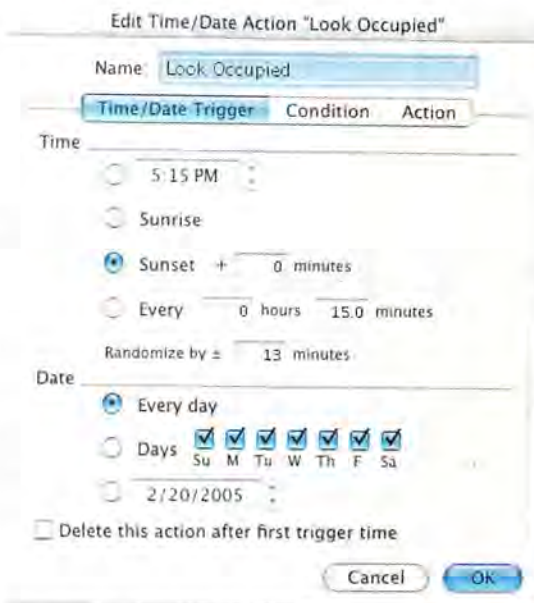 Edit Time/Date Action "Look Occupied"
Name Look Occupied
Time/Date Trigger Condition Action
Time
5:15 PM
Sunrise
Sunset + 0 minutes
Every 0 hours 15.0 minutes
Randomize by ± 13 minutes
Date
Every day
Days
Su M Tu W Th F Sa
2/20/2005
Delete this action after first trigger time
Cancel OK